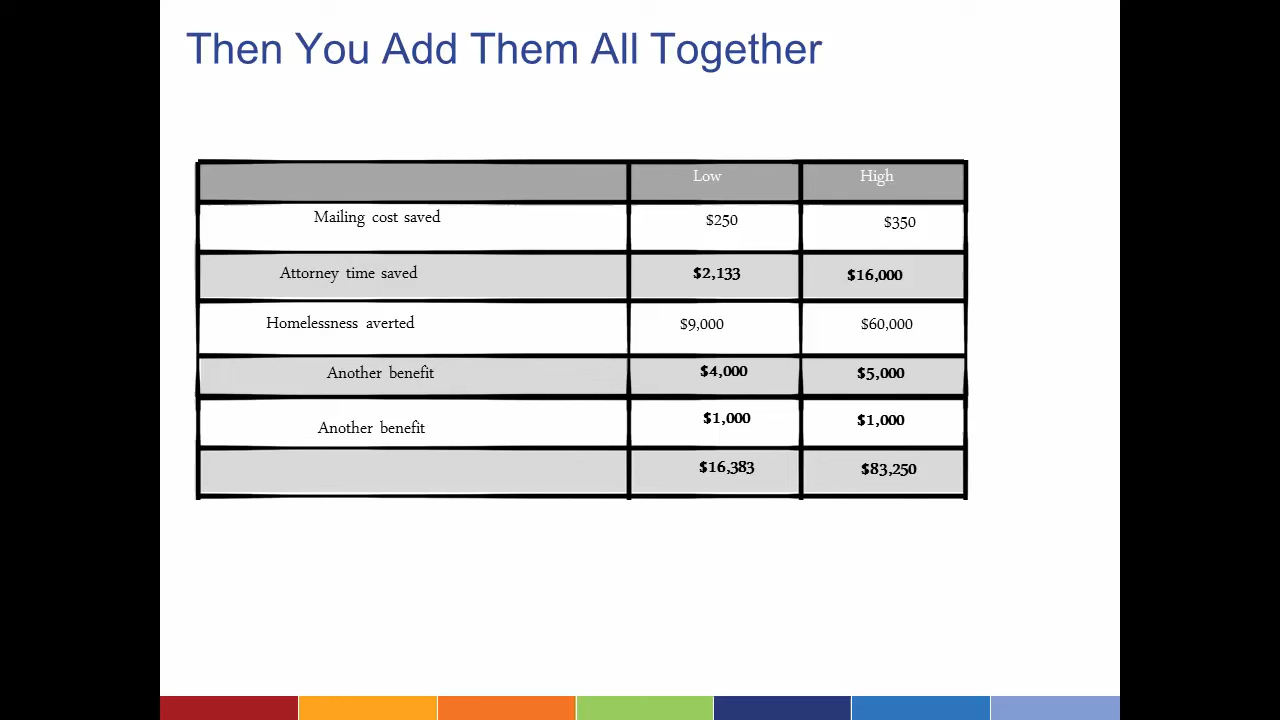 Then You Add Them All Together
Low High
Mailing cost saved $250 $350
Attorney time saved $2,133 $16,000
Homelessness averted $9,000 $60,000
Another benefit $4,000 $5,000
Another benefit $1,000 $1,000
$16,383 $83,250